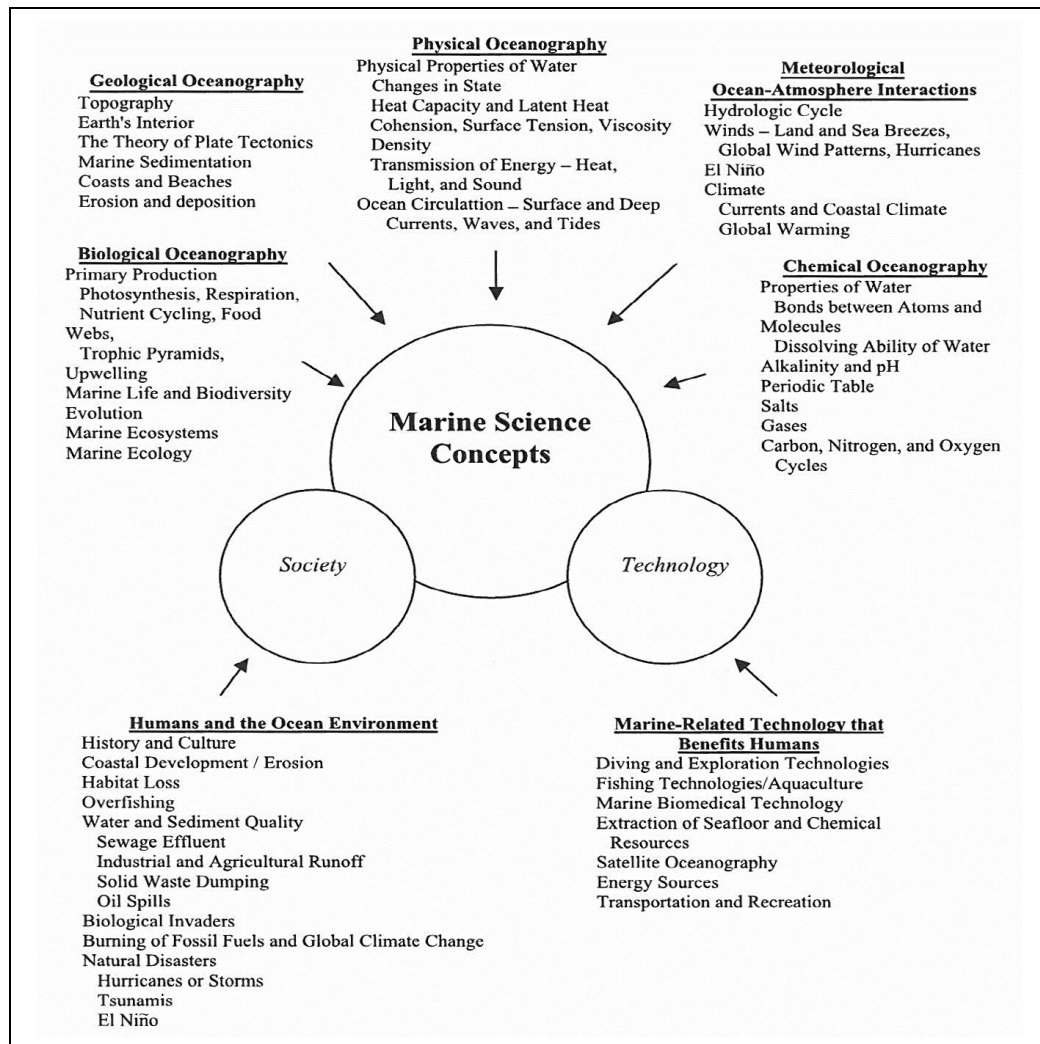 Physical Oceanography
Physical Properties of Water
Changes in State
Heat Capacity and Latent Heat
Cohension, Surface Tension, Viscosity
Density
Transmission of Energy – Heat,
Light, and Sound
Ocean Circulattion – Surface and Deep
Currents, Waves, and Tides
Geological Oceanography
Topography
Earth's Interior
The Theory of Plate Tectonics
Marine Sedimentation
Coasts and Beaches
Erosion and deposition
Meteorological
Ocean-Atmosphere Interactions
Hydrologic Cycle
Winds – Land and Sea Breezes,
Global Wind Patterns, Hurricanes
El Niño
Climate
Currents and Coastal Climate
Global Warming
Biological Oceanography
Primary Production
Photosynthesis, Respiration,
Nutrient Cycling, Food
Webs,
Trophic Pyramids,
Upwelling
Marine Life and Biodiversity
Evolution
Marine Ecosystems
Marine Ecology
Chemical Oceanography
Properties of Water
Bonds between Atoms and
Molecules
Dissolving Ability of Water
Alkalinity and pH
Periodic Table
Salts
Gases
Carbon, Nitrogen, and Oxygen
Cycles
Marine Science
Concepts
Society
Technology
Humans and the Ocean Environment
History and Culture
Coastal Development / Erosion
Habitat Loss
Overfishing
Water and Sediment Quality
Sewage Effluent
Industrial and Agricultural Runoff
Solid Waste Dumping
Oil Spills
Biological Invaders
Burning of Fossil Fuels and Global Climate Change
Natural Disasters
Hurricanes or Storms
Tsunamis
El Niño
Marine-Related Technology that
Benefits Humans
Diving and Exploration Technologies
Fishing Technologies/Aquaculture
Marine Biomedical Technology
Extraction of Seafloor and Chemical
Resources
Satellite Oceanography
Energy Sources
Transportation and Recreation